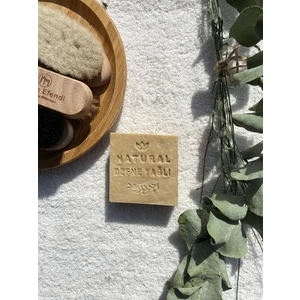 Efendi
NATURAL
DEFNE YAĞLI